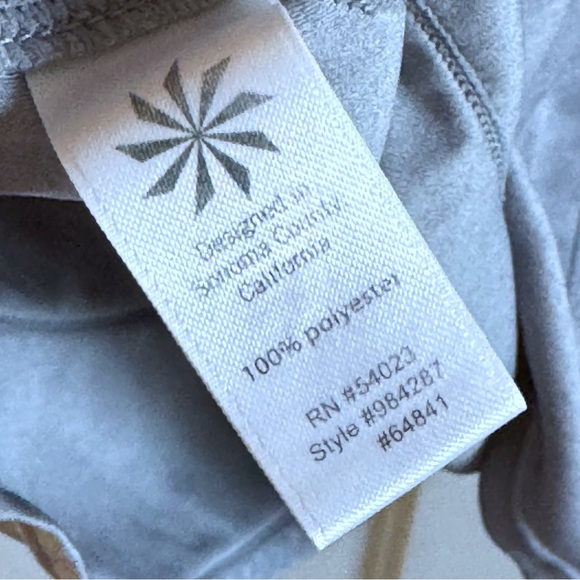 Designed in
Sonoma County,
California
100% polyester
RN #54023
Style #984287
#64841